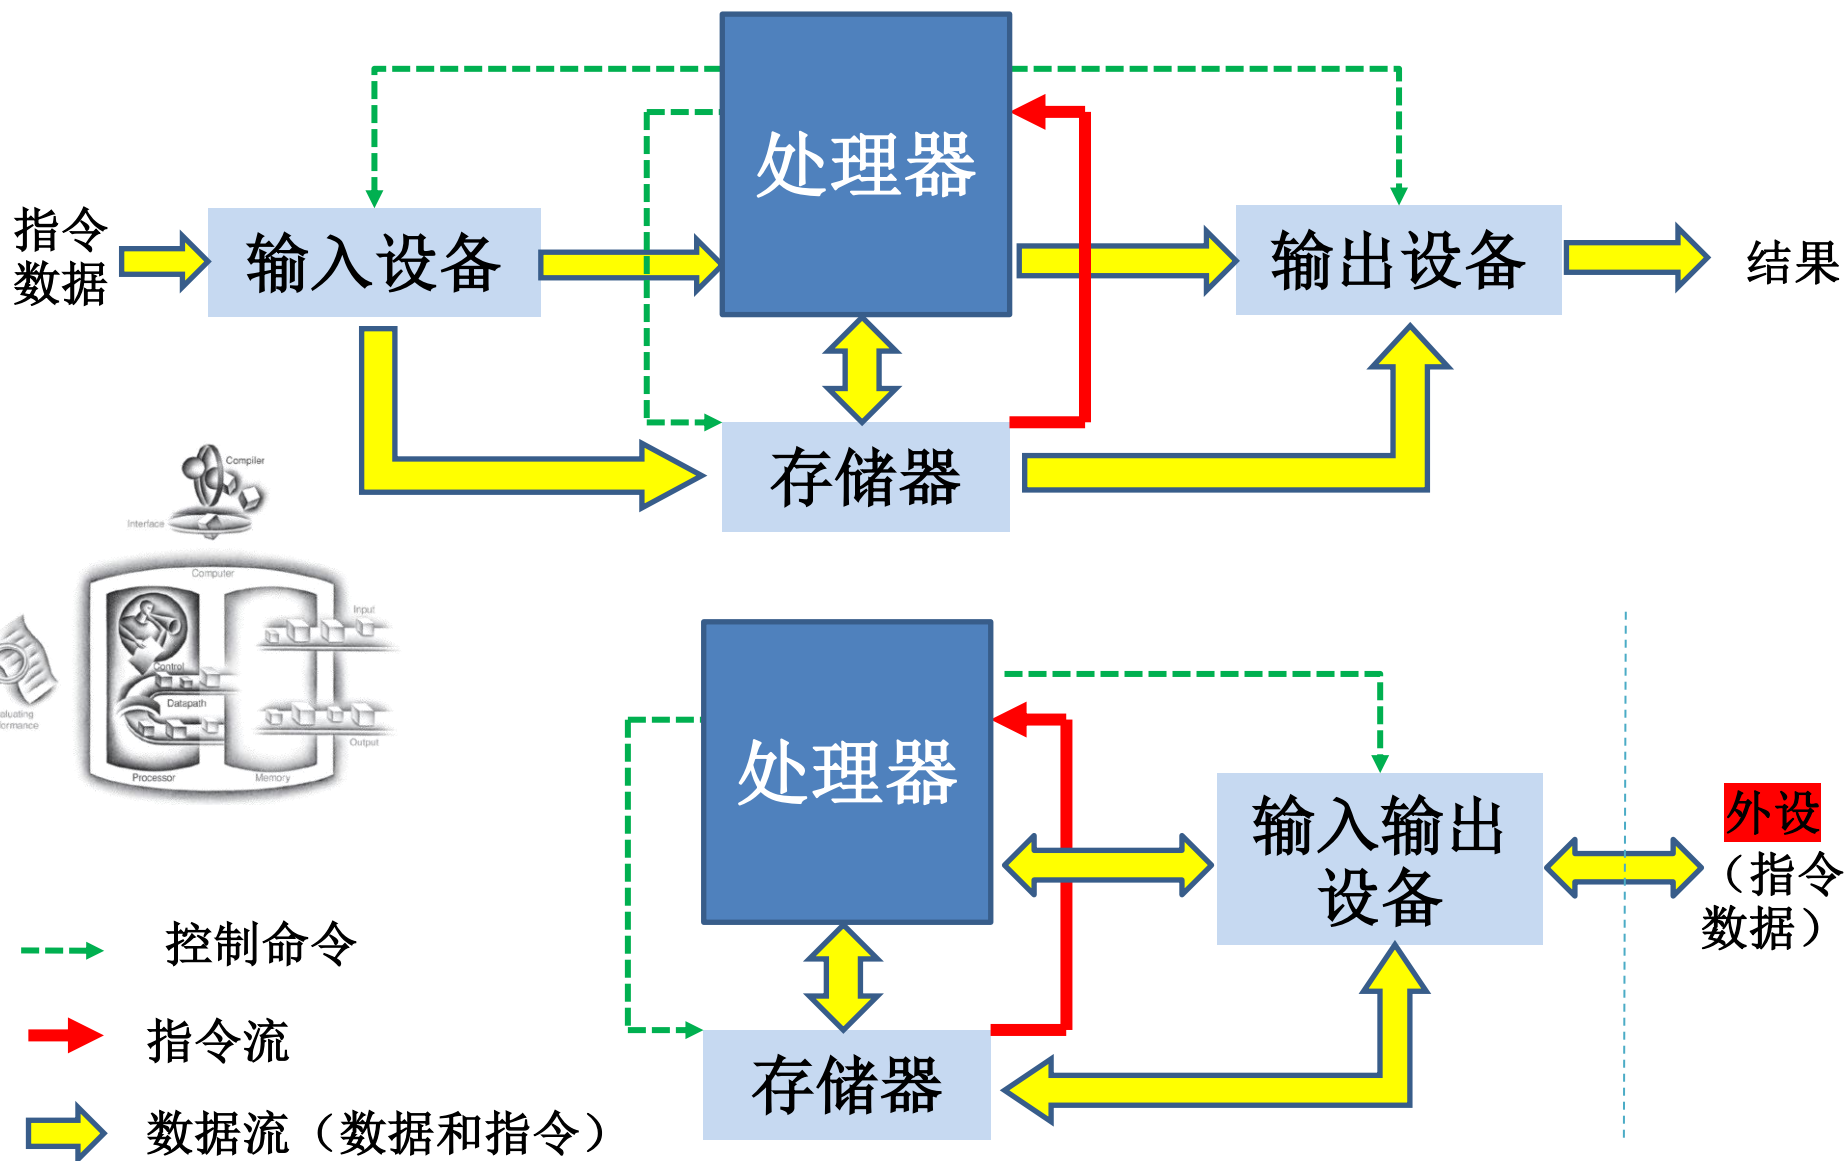 处理器
指令
数据
输入设备
输出设备
结果
存储器
Compiler
Interface
Computer
Input
Control
Datapath
Output
Processor
Memory
处理器
输入输出
设备
外设
（指令
数据）
存储器
控制命令
指令流
数据流（数据和指令）